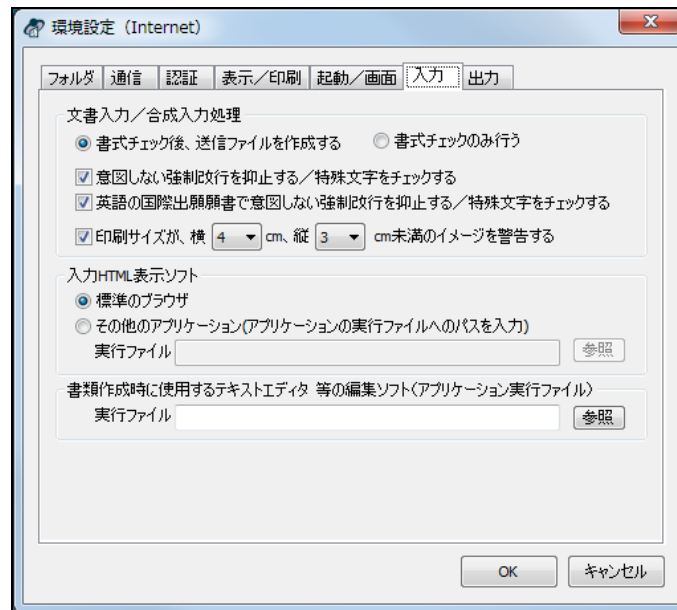 環境設定（Internet）
フォルダ 通信 認証 表示／印刷 起動／画面 入力 出力
文書入力／合成入力処理
書式チェック後、送信ファイルを作成する 書式チェックのみ行う
意図しない強制改行を抑止する／特殊文字をチェックする
英語の国際出願願書で意図しない強制改行を抑止する／特殊文字をチェックする
印刷サイズが、横 4 cm、縦 3 cm未満のイメージを警告する
入力HTML表示ソフト
標準のブラウザ
その他のアプリケーション(アプリケーションの実行ファイルへのパスを入力)
実行ファイル 参照
書類作成時に使用するテキストエディタ 等の編集ソフト(アプリケーション実行ファイル)
実行ファイル 参照
OK キャンセル